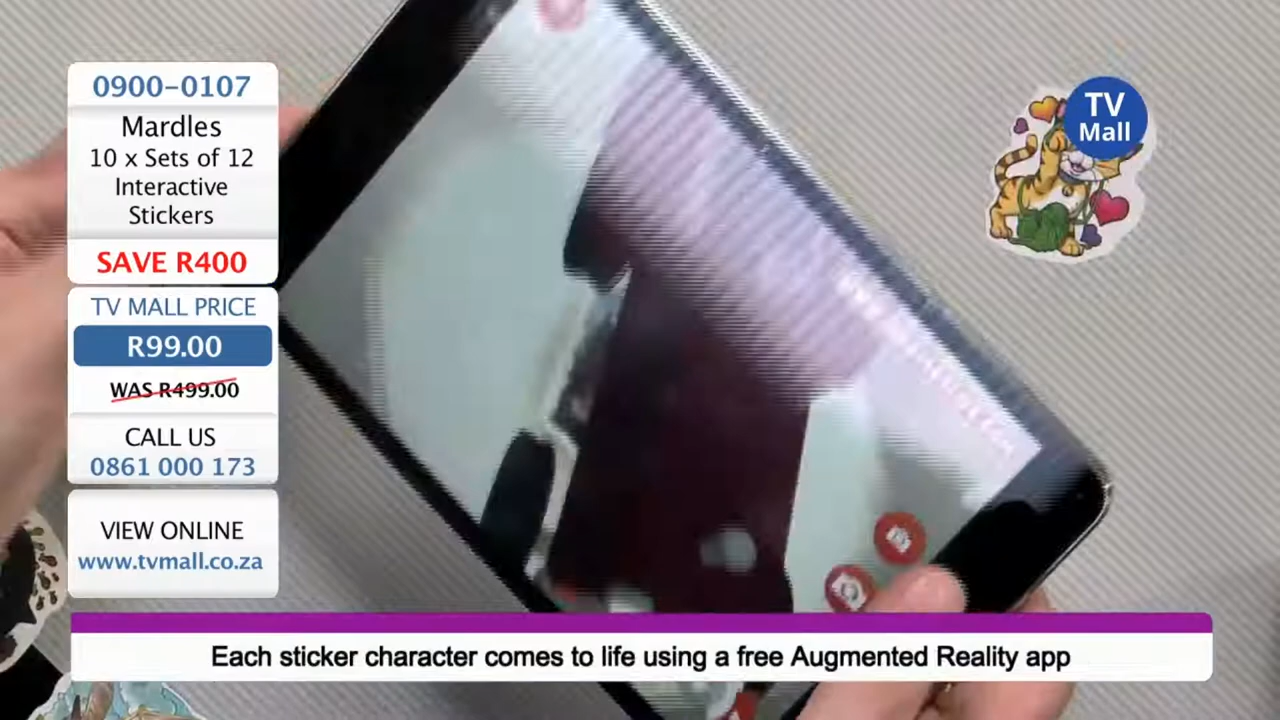 0900-0107
Mardles
10 x Sets of 12
Interactive
Stickers
SAVE R400
TV MALL PRICE
R99.00
WAS R499.00
CALL US
0861 000 173
VIEW ONLINE
www.tvmall.co.za
TV
Mall
Each sticker character comes to life using a free Augmented Reality app